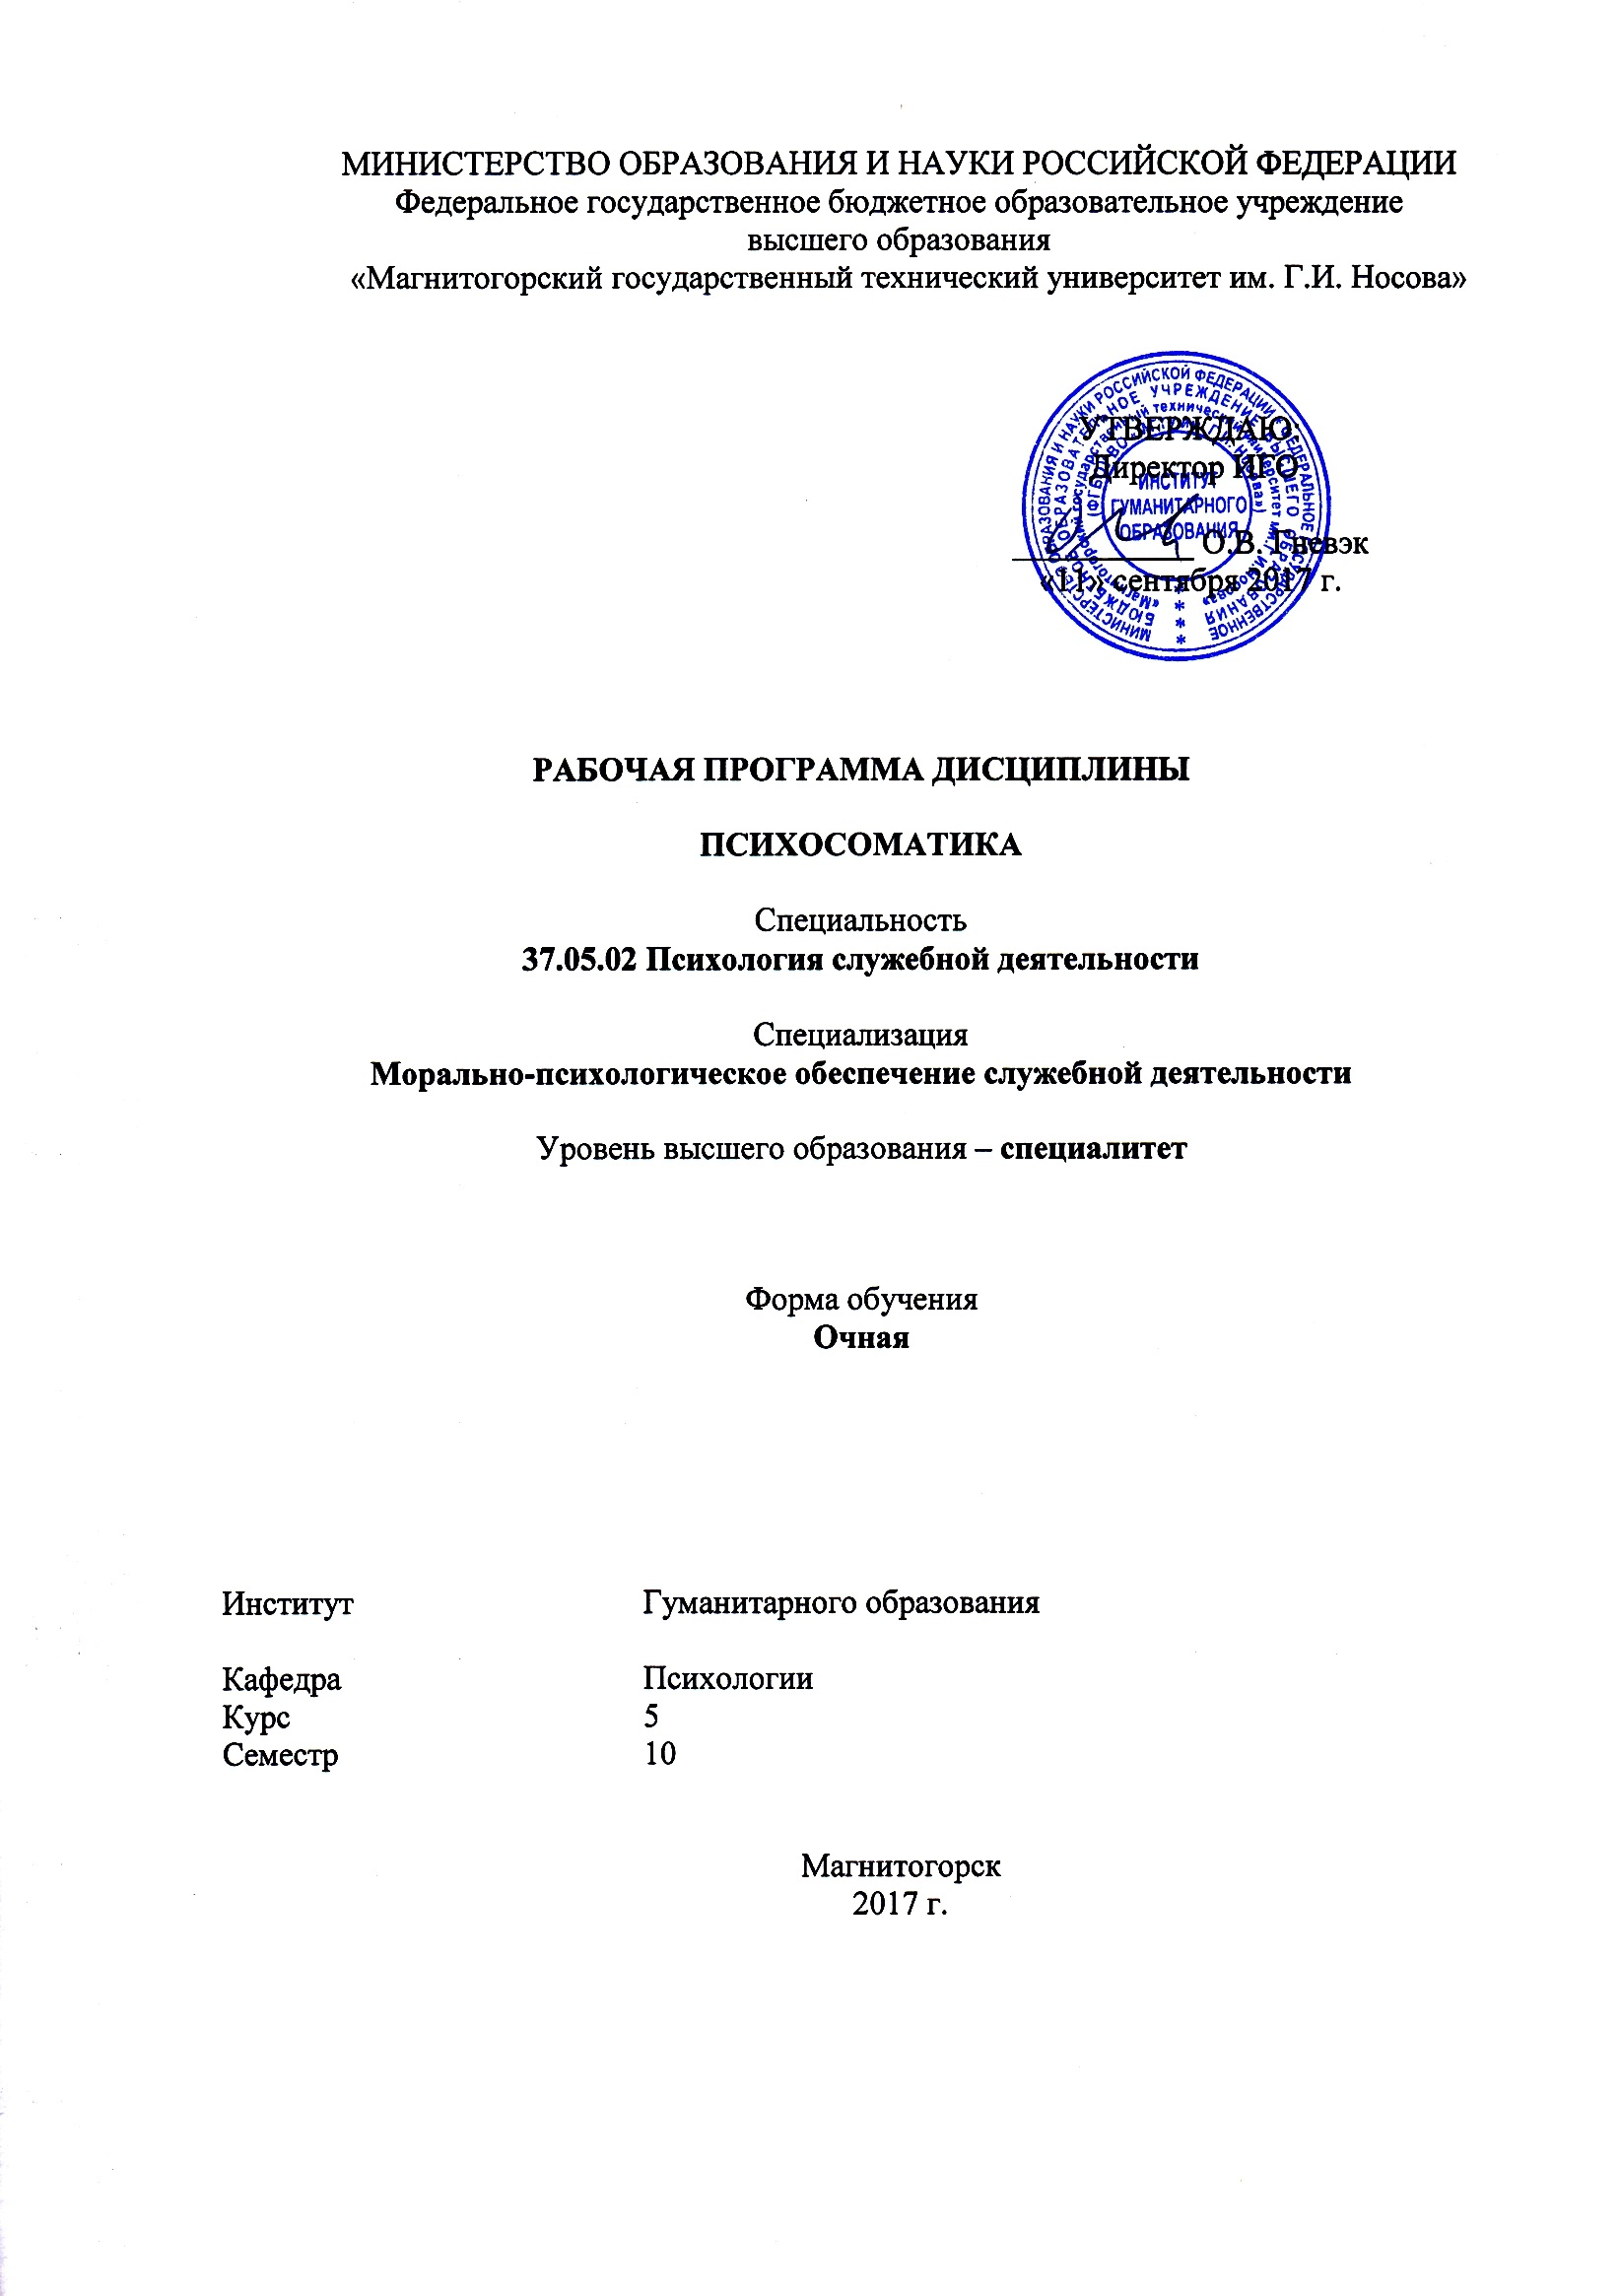 МИНИСТЕРСТВО ОБРАЗОВАНИЯ И НАУКИ РОССИЙСКОЙ ФЕДЕРАЦИИ
Федеральное государственное бюджетное образовательное учреждение
высшего образования
«Магнитогорский государственный технический университет им. Г.И. Носова»
УТВЕРЖДАЮ:
Директор ИГО
ИНСТИТУТ
ГУМАНИТАРНОГО
ОБРАЗОВАНИЯ
О.В. Гневэк
«11» сентября 2017 г.
РАБОЧАЯ ПРОГРАММА ДИСЦИПЛИНЫ
ПСИХОСОМАТИКА
Специальность
37.05.02 Психология служебной деятельности
Специализация
Морально-психологическое обеспечение служебной деятельности
Уровень высшего образования – специалитет
Форма обучения
Очная
Институт Гуманитарного образования
Кафедра Психологии
Курс 5
Семестр 10
Магнитогорск
2017 г.